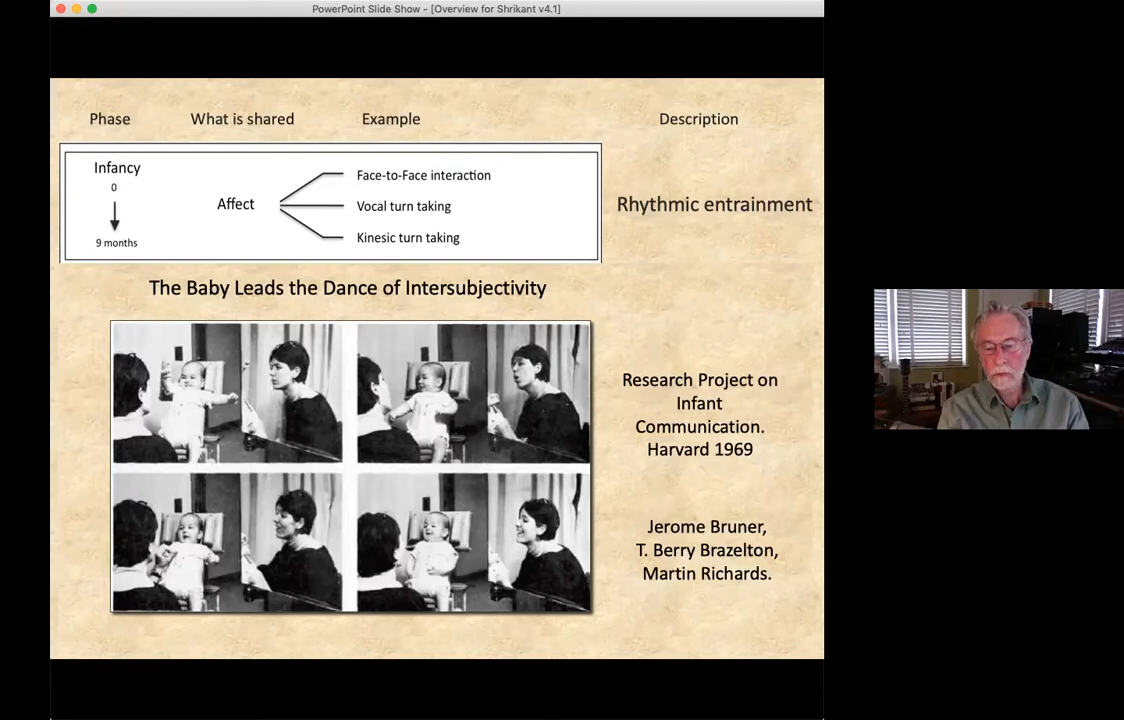 PowerPoint Slide Show - [Overview for Shrikant v4.1]
Phase What is shared Example Description
Infancy
0
9 months
Affect
Face-to-Face interaction
Vocal turn taking
Kinesic turn taking
Rhythmic entrainment
The Baby Leads the Dance of Intersubjectivity
Research Project on
Infant
Communication.
Harvard 1969
Jerome Bruner,
T. Berry Brazelton,
Martin Richards.